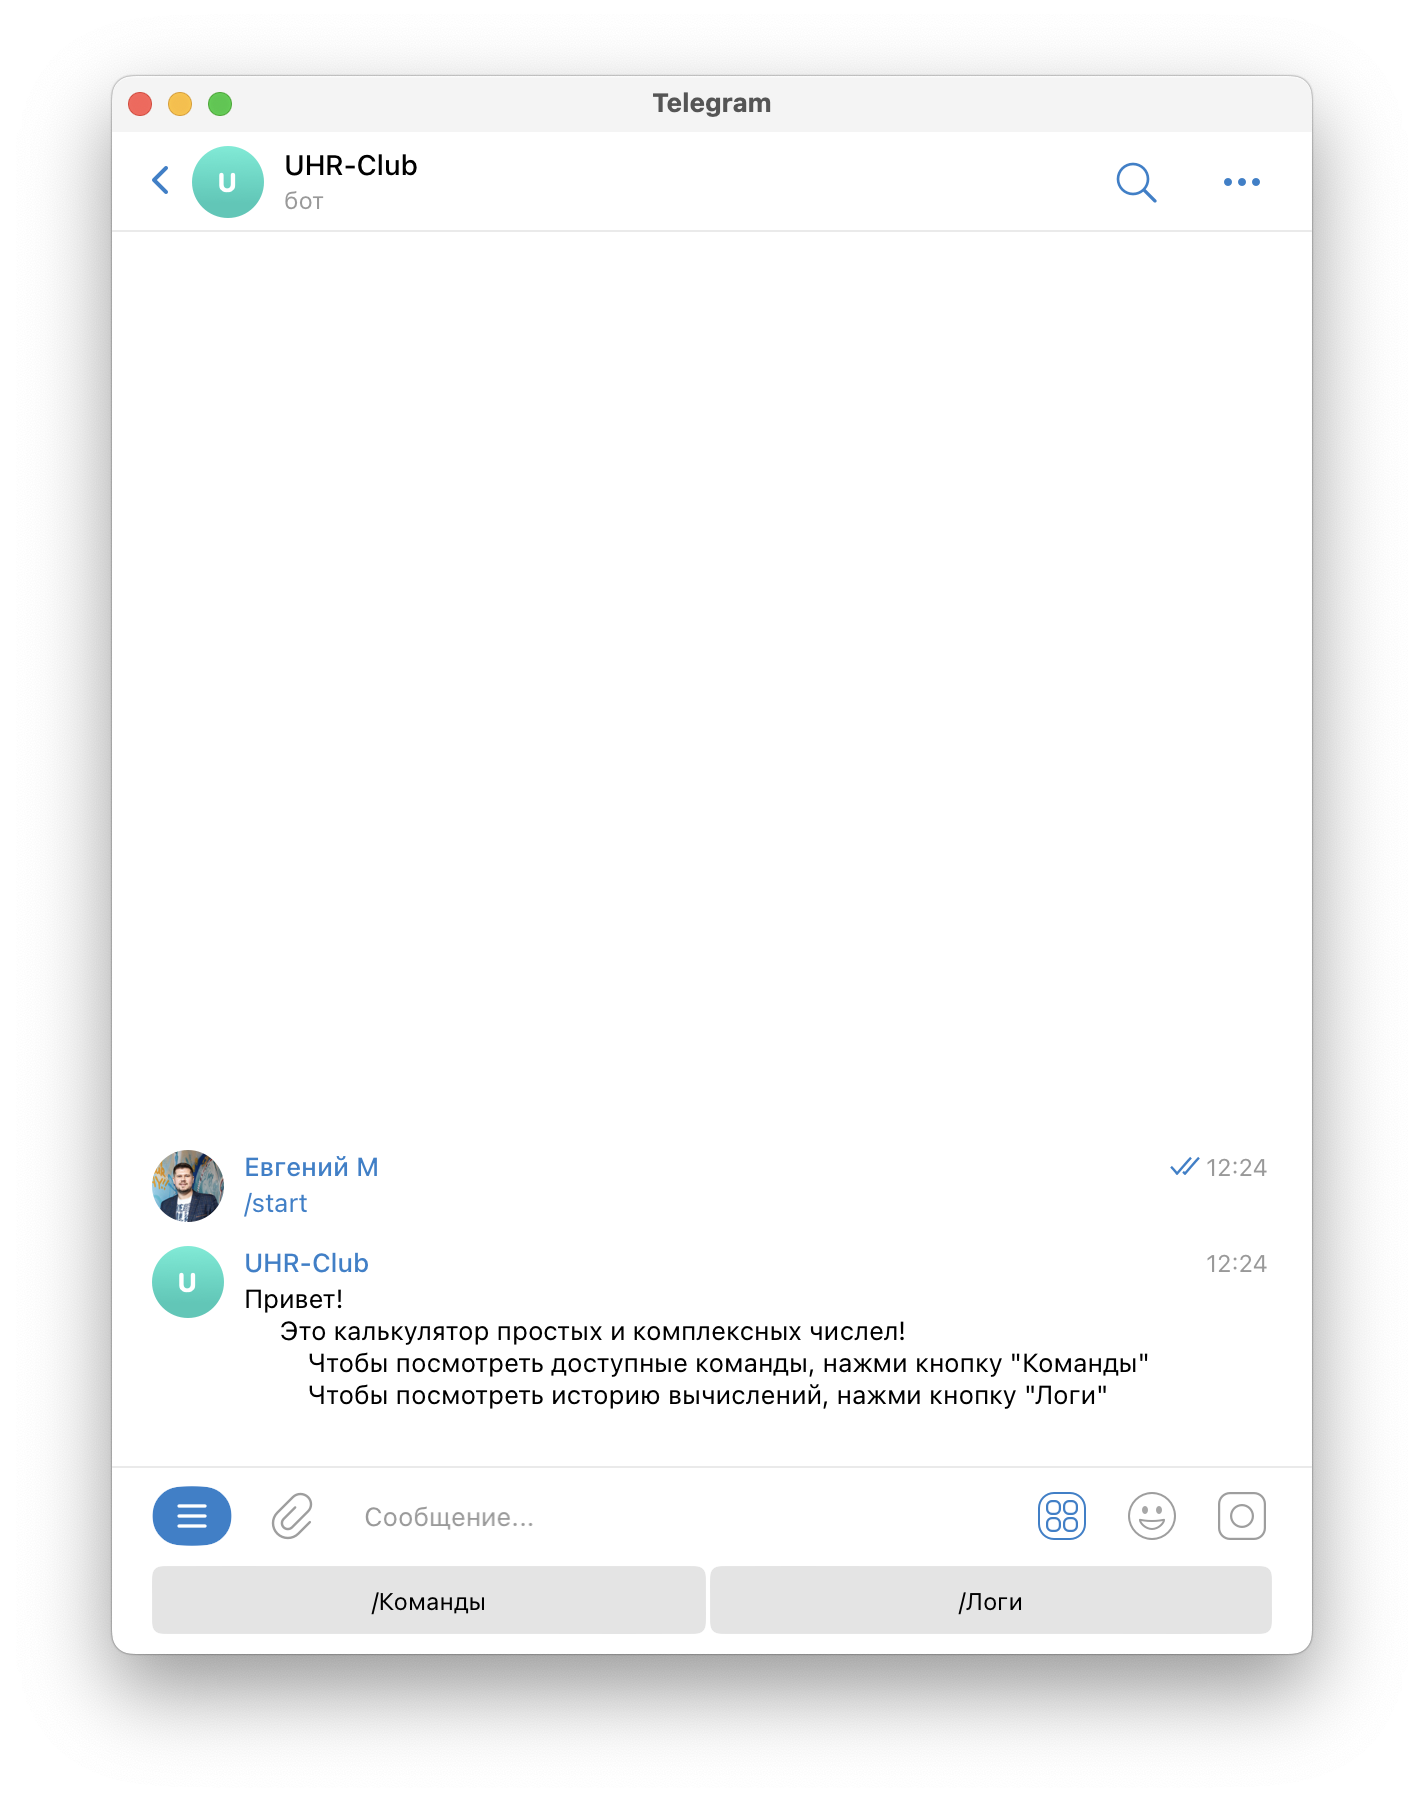 Telegram
U
UHR-Club
бот
Евгений М
12:24
/start
U
UHR-Club
12:24
Привет!
Это калькулятор простых и комплексных числел!
Чтобы посмотреть доступные команды, нажми кнопку "Команды"
Чтобы посмотреть историю вычислений, нажми кнопку "Логи"
Сообщение...
/Команды
/Логи